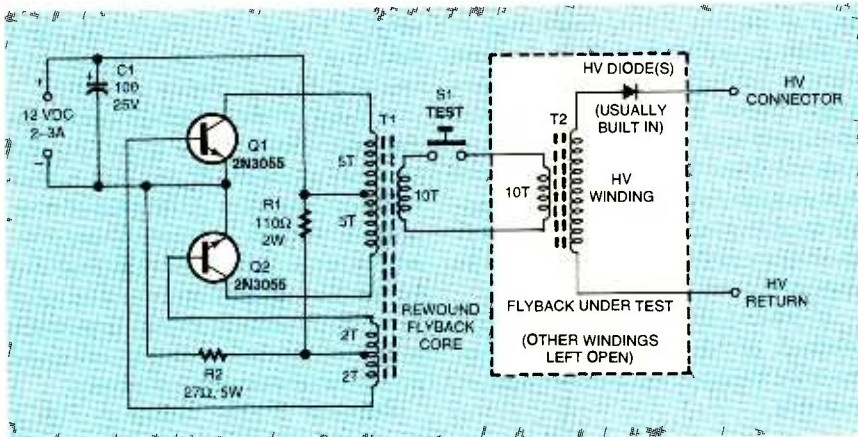 C1
100
25V
+
+
12 VDC
2-3A
−
Q1
2N3055
Q2
2N3055
R1
110Ω
2W
R2
27Ω, 5W
T1
5T
5T
10T
2T
2T
REWOUND
FLYBACK
CORE
S1
TEST
HV DIODE(S)
(USUALLY
BUILT IN)
T2
10T
HV
WINDING
HV
CONNECTOR
HV
RETURN
FLYBACK UNDER TEST
(OTHER WINDINGS
LEFT OPEN)